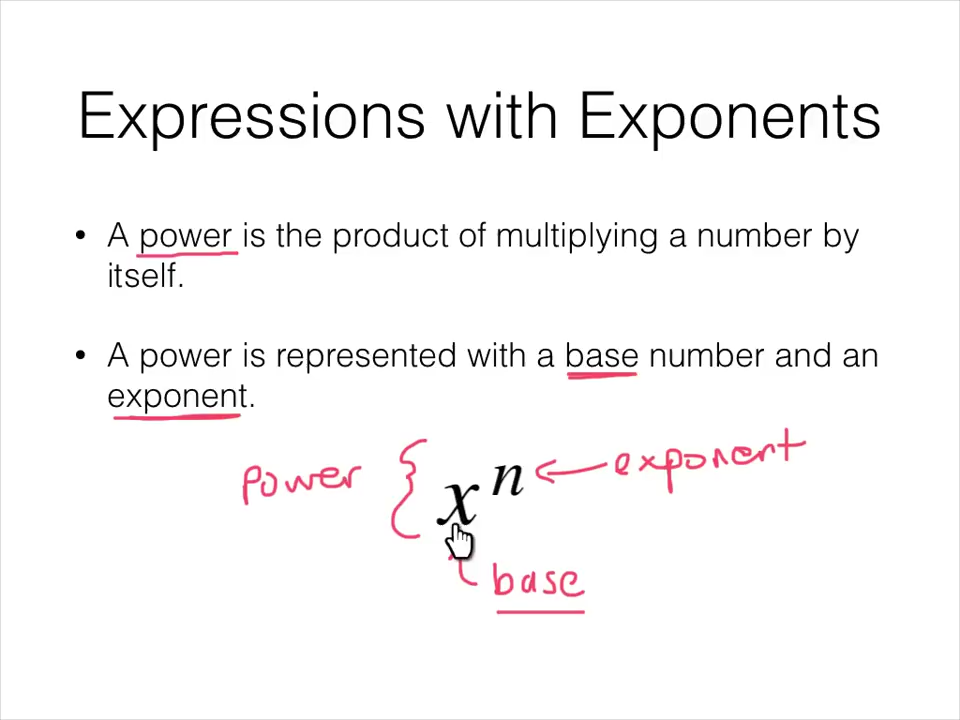 Expressions with Exponents
• A power is the product of multiplying a number by
itself.
• A power is represented with a base number and an
exponent.
power { x^n ← exponent
base